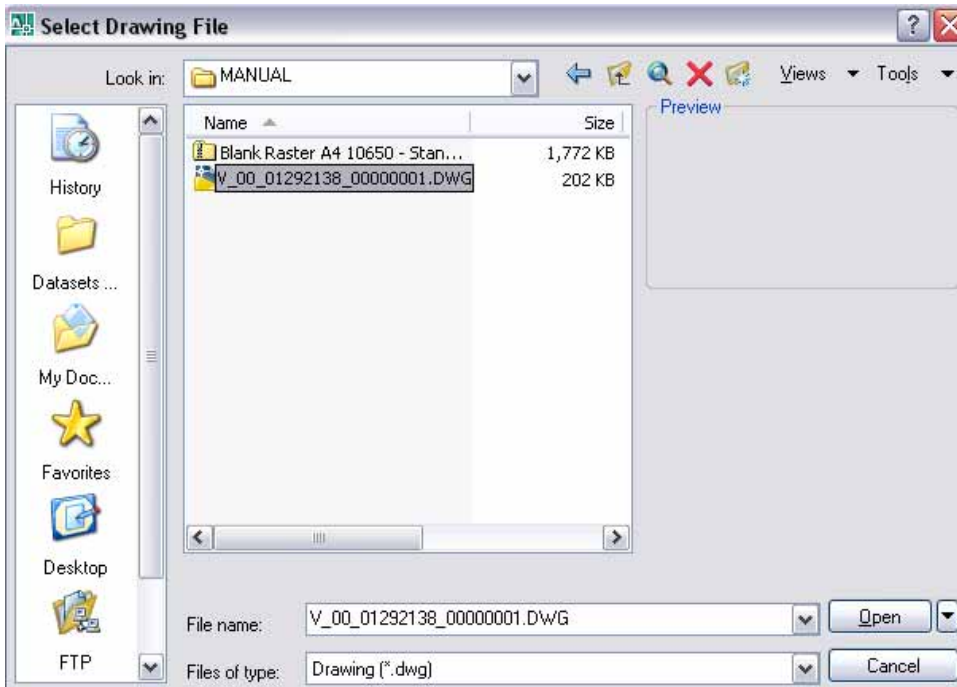 Select Drawing File
Look in: MANUAL Views Tools
History
Datasets ...
My Doc...
Favorites
Desktop
FTP
Name Size
Blank Raster A4 10650 - Stan... 1,772 KB
V_00_01292138_00000001.DWG 202 KB
Preview
File name: V_00_01292138_00000001.DWG Open
Files of type: Drawing (*.dwg) Cancel